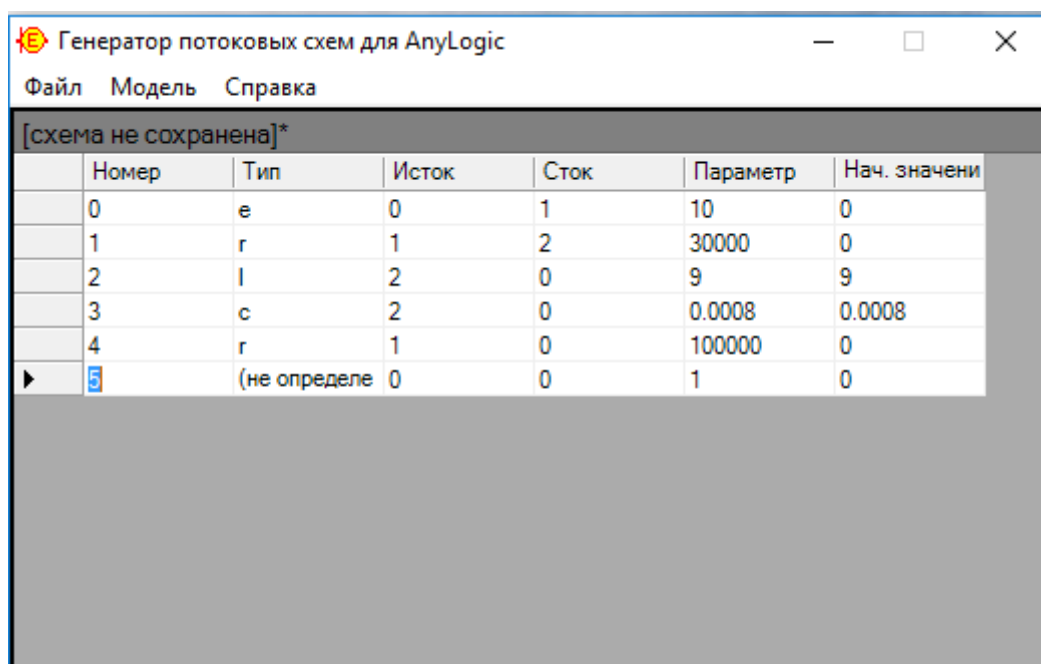 Генератор потоковых схем для AnyLogic
Файл Модель Справка
[схема не сохранена]*
Номер Тип Исток Сток Параметр Нач. значени
0 e 0 1 10 0
1 r 1 2 30000 0
2 l 2 0 9 9
3 c 2 0 0.0008 0.0008
4 r 1 0 100000 0
5 (не определе 0 0 1 0